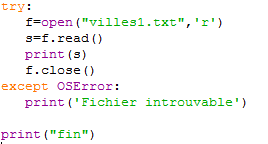 try:
    f=open("villes1.txt",'r')
    s=f.read()
    print(s)
    f.close()
except OSError:
    print('Fichier introuvable')
print("fin")